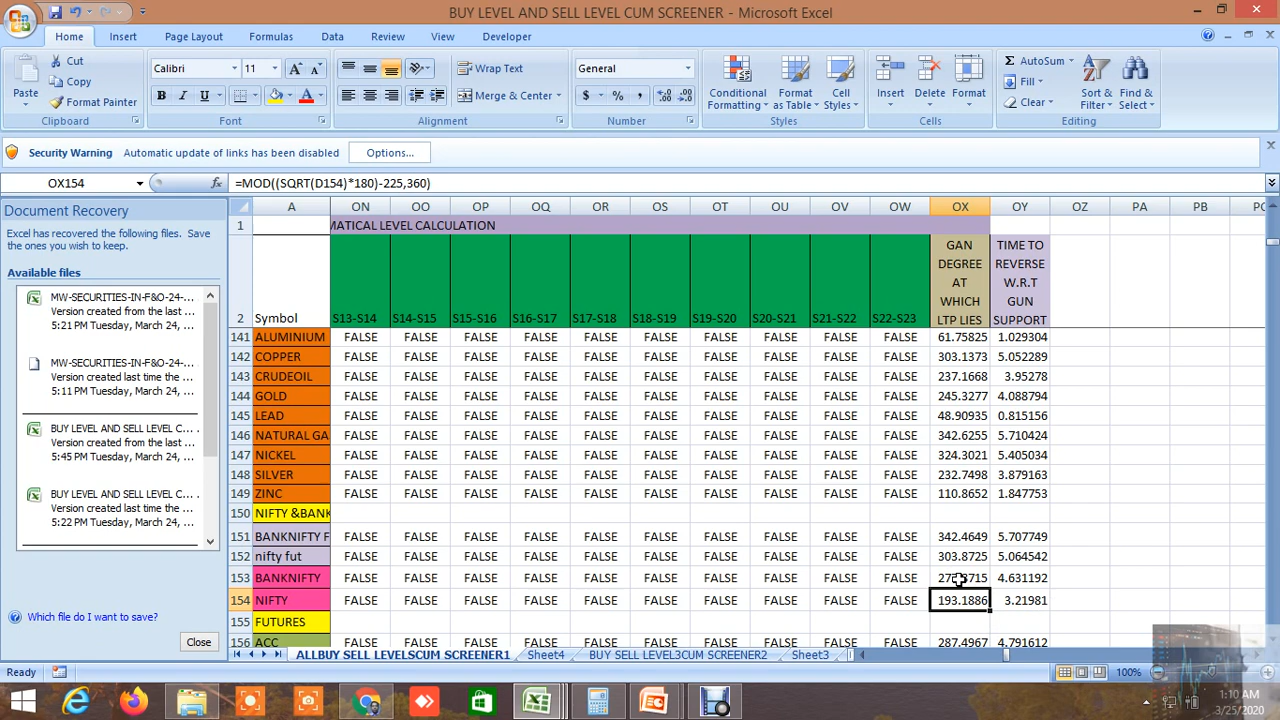 BUY LEVEL AND SELL LEVEL CUM SCREENER - Microsoft Excel
Home Insert Page Layout Formulas Data Review View Developer
Cut Calibri 11 Wrap Text General AutoSum
Copy Fill
Paste Format Painter Merge & Center Conditional Formatting Format as Table Cell Styles Insert Delete Format Clear Sort & Filter Find & Select
Clipboard Font Alignment Number Styles Cells Editing
Security Warning Automatic update of links has been disabled Options...
OX154 fx =MOD((SQRT(D154)*180)-225,360)
Document Recovery
Excel has recovered the following files. Save the ones you wish to keep.
Available files
MW-SECURITIES-IN-F&O-24-...
Version created from the last ...
5:21 PM Tuesday, March 24, ...
MW-SECURITIES-IN-F&O-24-...
Version created last time the ...
5:11 PM Tuesday, March 24, ...
BUY LEVEL AND SELL LEVEL C...
Version created from the last ...
5:45 PM Tuesday, March 24, ...
BUY LEVEL AND SELL LEVEL C...
Version created last time the ...
5:22 PM Tuesday, March 24, ...
Which file do I want to save?
Close
A ON OO OP OQ OR OS OT OU OV OW OX OY OZ PA PB PC
1 MATICAL LEVEL CALCULATION
2 Symbol S13-S14 S14-S15 S15-S16 S16-S17 S17-S18 S18-S19 S19-S20 S20-S21 S21-S22 S22-S23 GAN DEGREE AT WHICH LTP LIES TIME TO REVERSE W.R.T GUN SUPPORT
141 ALUMINIUM FALSE FALSE FALSE FALSE FALSE FALSE FALSE FALSE FALSE FALSE 61.75825 1.029304
142 COPPER FALSE FALSE FALSE FALSE FALSE FALSE FALSE FALSE FALSE FALSE 303.1373 5.052289
143 CRUDEOIL FALSE FALSE FALSE FALSE FALSE FALSE FALSE FALSE FALSE FALSE 237.1668 3.95278
144 GOLD FALSE FALSE FALSE FALSE FALSE FALSE FALSE FALSE FALSE FALSE 245.3277 4.088794
145 LEAD FALSE FALSE FALSE FALSE FALSE FALSE FALSE FALSE FALSE FALSE 48.90935 0.815156
146 NATURAL GA FALSE FALSE FALSE FALSE FALSE FALSE FALSE FALSE FALSE FALSE 342.6255 5.710424
147 NICKEL FALSE FALSE FALSE FALSE FALSE FALSE FALSE FALSE FALSE FALSE 324.3021 5.405034
148 SILVER FALSE FALSE FALSE FALSE FALSE FALSE FALSE FALSE FALSE FALSE 232.7498 3.879163
149 ZINC FALSE FALSE FALSE FALSE FALSE FALSE FALSE FALSE FALSE FALSE 110.8652 1.847753
150 NIFTY &BANK
151 BANKNIFTY F FALSE FALSE FALSE FALSE FALSE FALSE FALSE FALSE FALSE FALSE 342.4649 5.707749
152 nifty fut FALSE FALSE FALSE FALSE FALSE FALSE FALSE FALSE FALSE FALSE 303.8725 5.064542
153 BANKNIFTY FALSE FALSE FALSE FALSE FALSE FALSE FALSE FALSE FALSE FALSE 4.631192
154 NIFTY FALSE FALSE FALSE FALSE FALSE FALSE FALSE FALSE FALSE FALSE 193.1886 3.21981
155 FUTURES
156 ACC FALSE FALSE FALSE FALSE FALSE FALSE FALSE FALSE FALSE FALSE 287.4967 4.791612
ALLBUY SELL LEVELSCUM SCREENER1 Sheet4 BUY SELL LEVEL3CUM SCREENER2 Sheet3
Ready 100%
1:10 AM
3/25/2020